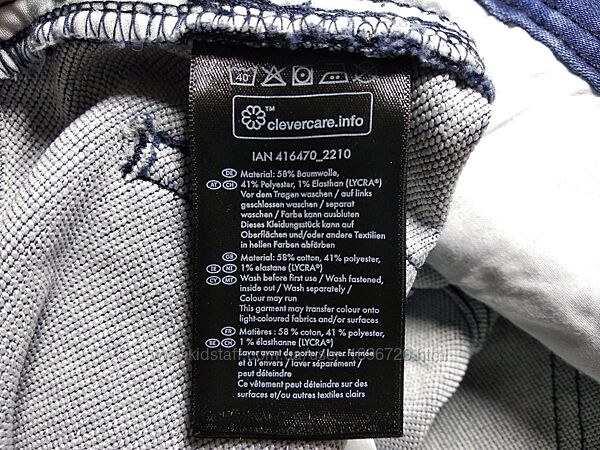 40
™
clevercare.info
IAN 416470_2210
DE Material: 58% Baumwolle,
AT CH 41% Polyester, 1% Elasthan (LYCRA®)
Vor dem Tragen waschen / auf links
geschlossen waschen / separat
waschen / Farbe kann ausbluten
Dieses Kleidungsstück kann auf
Oberflächen und/oder andere Textilien
in hellen Farben abfärben
GB Material: 58% cotton, 41% polyester,
IE NI 1% elastane (LYCRA®)
CY MT Wash before first use / Wash fastened,
inside out / Wash separately /
Colour may run
This garment may transfer colour onto
light-coloured fabrics and/or surfaces
FR Matières : 58 % coton, 41 % polyester,
BE CH 1 % élasthanne (LYCRA®)
Laver avant de porter / laver fermée
et à l'envers / laver séparément /
peut déteindre
Ce vêtement peut déteindre sur des
surfaces et/ou autres textiles clairs